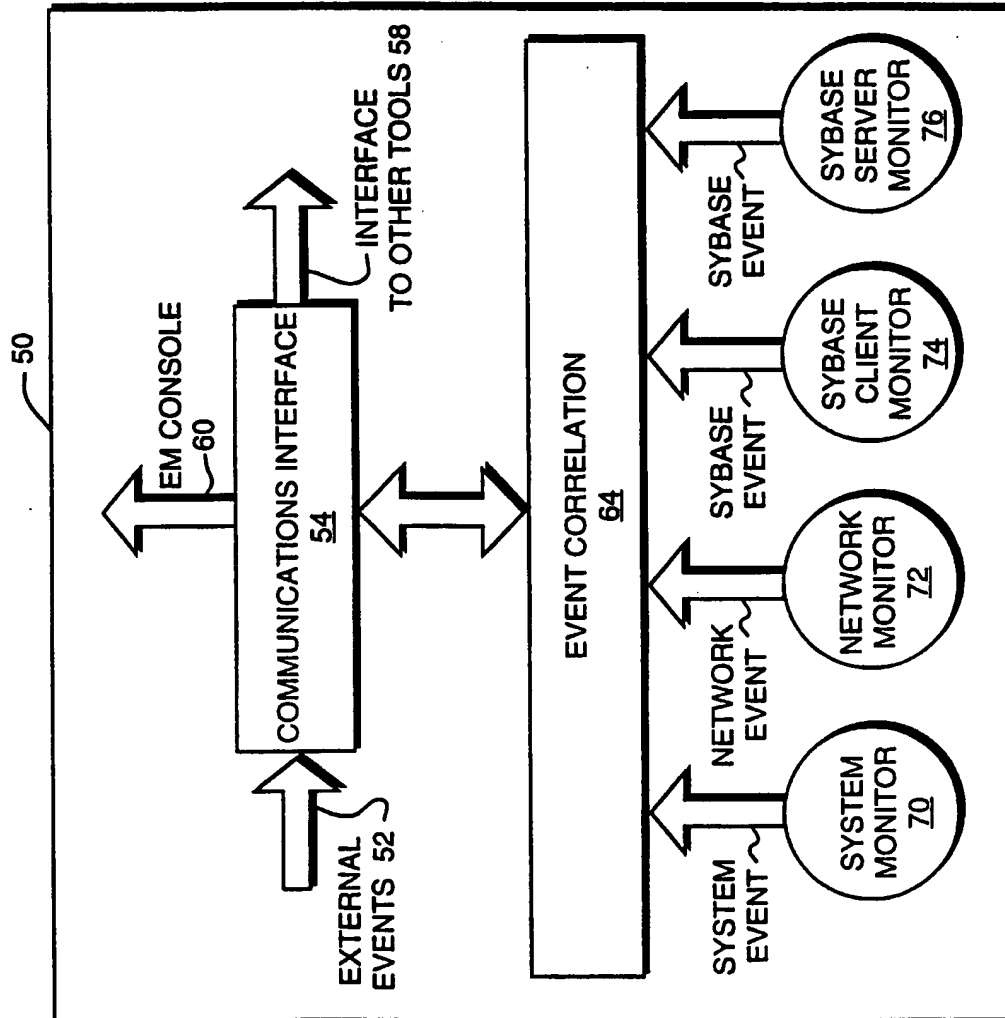 50
EM CONSOLE
60
COMMUNICATIONS INTERFACE
54
EXTERNAL
EVENTS 52
INTERFACE
TO OTHER TOOLS 58
EVENT CORRELATION
64
SYSTEM
EVENT
NETWORK
EVENT
SYBASE
EVENT
SYBASE
EVENT
SYSTEM
MONITOR
70
NETWORK
MONITOR
72
SYBASE
CLIENT
MONITOR
74
SYBASE
SERVER
MONITOR
76